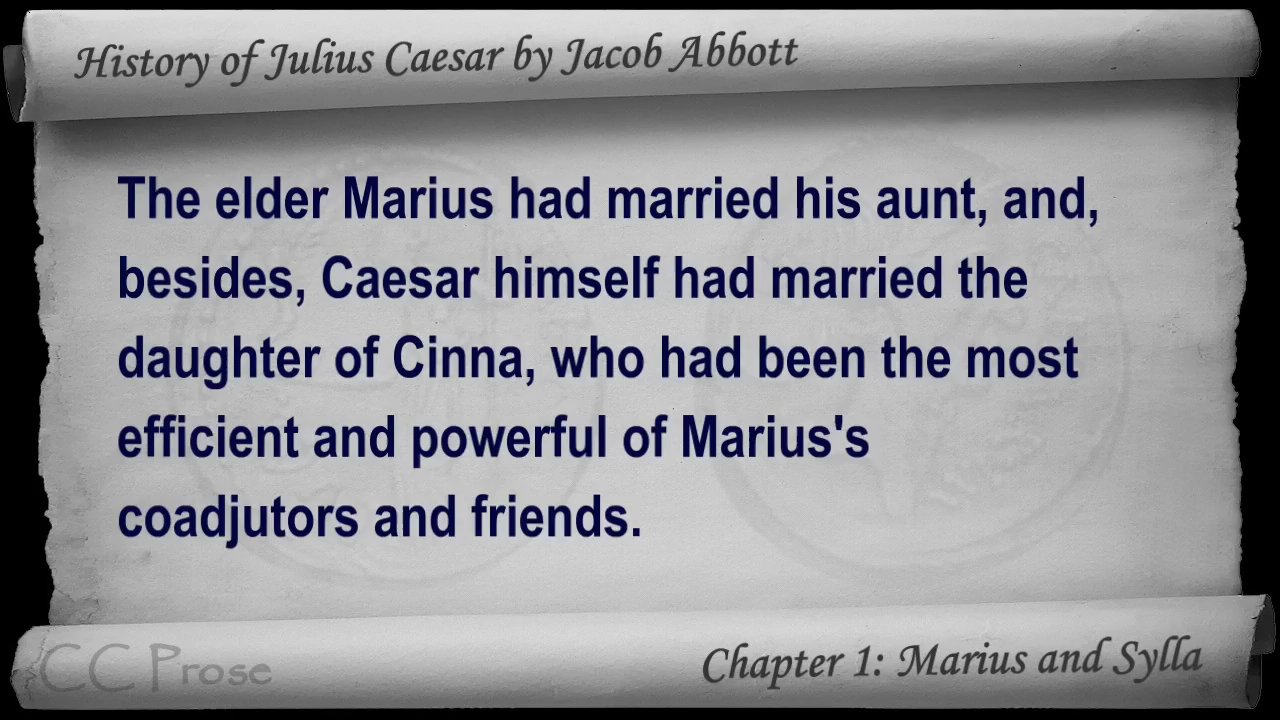 History of Julius Caesar by Jacob Abbott
The elder Marius had married his aunt, and,
besides, Caesar himself had married the
daughter of Cinna, who had been the most
efficient and powerful of Marius's
coadjutors and friends.
CC Prose
Chapter 1: Marius and Sylla